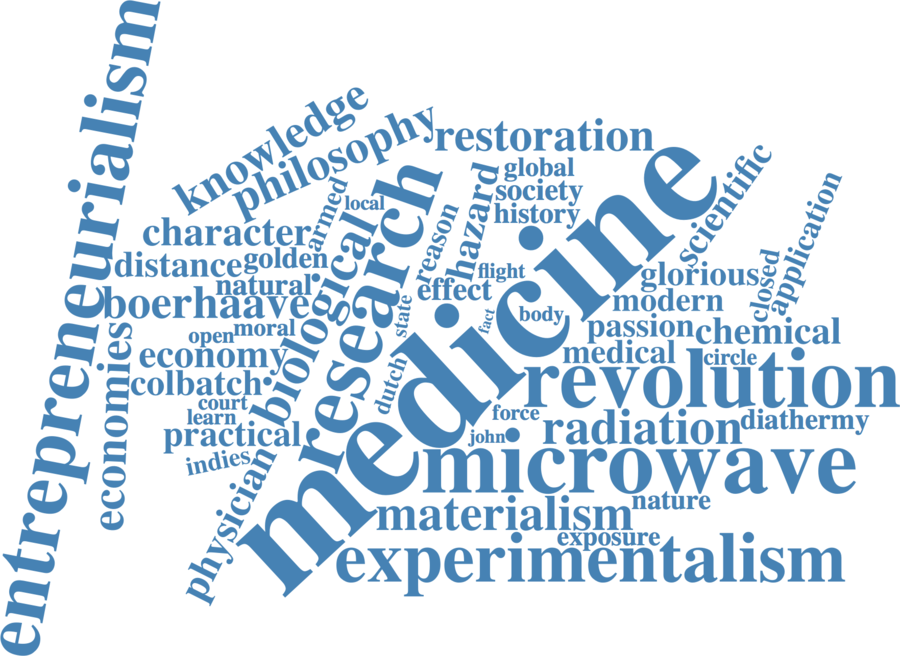 entrepreneurialism
knowledge
philosophy
restoration
medicine
research
global
society
history
hazard
scientific
application
armed
local
character
distance
golden
natural
boerhaave
biological
reason
flight
effect
state
fact
body
glorious
closed
modern
passion
chemical
medical
circle
open
moral
economy
economies
colbatch
court
learn
practical
indies
dutch
physician
revolution
force
john
radiation
diathermy
microwave
materialism
nature
exposure
experimentalism